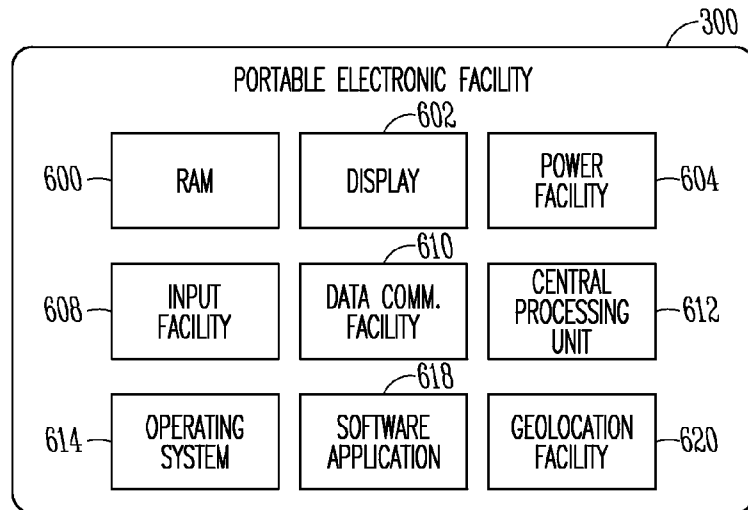 300
PORTABLE ELECTRONIC FACILITY
602
600
RAM
DISPLAY
POWER
FACILITY
604
610
608
INPUT
FACILITY
DATA COMM.
FACILITY
CENTRAL
PROCESSING
UNIT
612
618
614
OPERATING
SYSTEM
SOFTWARE
APPLICATION
GEOLOCATION
FACILITY
620